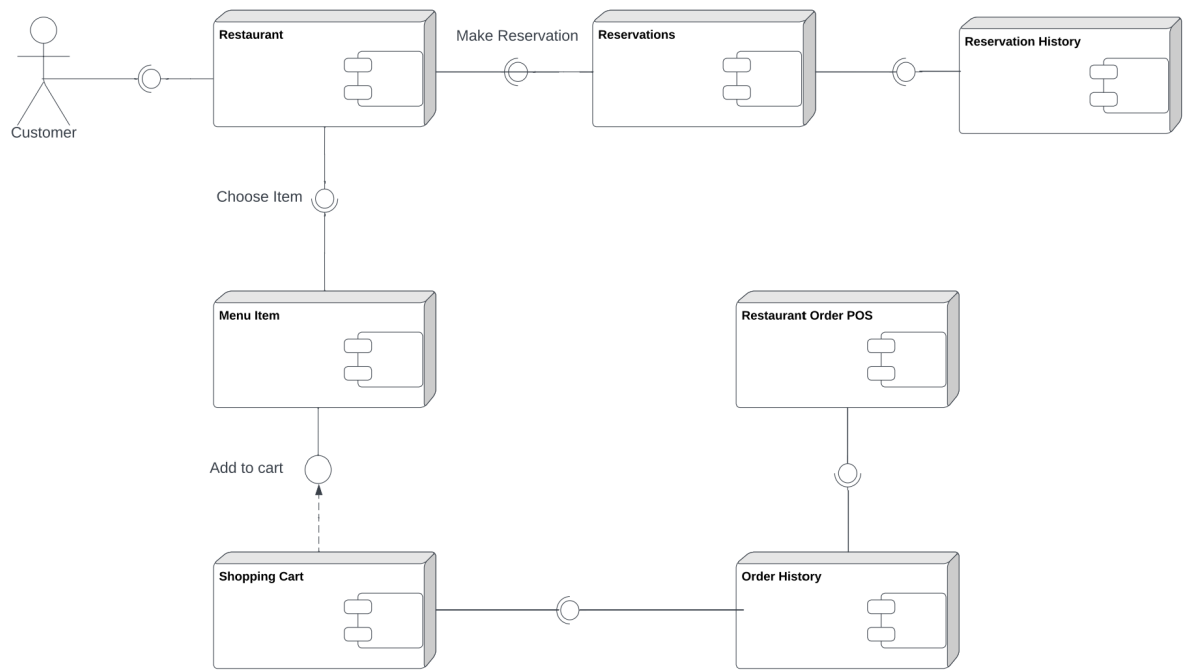 Restaurant
Make Reservation
Reservations
Reservation History
Customer
Choose Item
Menu Item
Restaurant Order POS
Add to cart
Shopping Cart
Order History